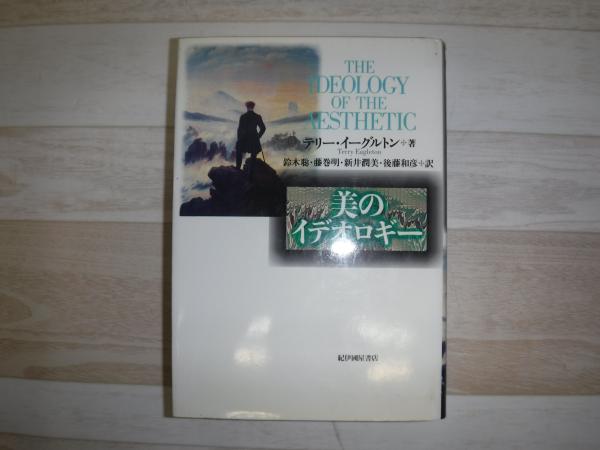 THE
IDEOLOGY
OF THE
AESTHETIC
テリー・イーグルトン+著
Terry Eagleton
鈴木聡・藤巻明・新井潤美・後藤和彦+訳
美の
イデオロギー
紀伊國屋書店